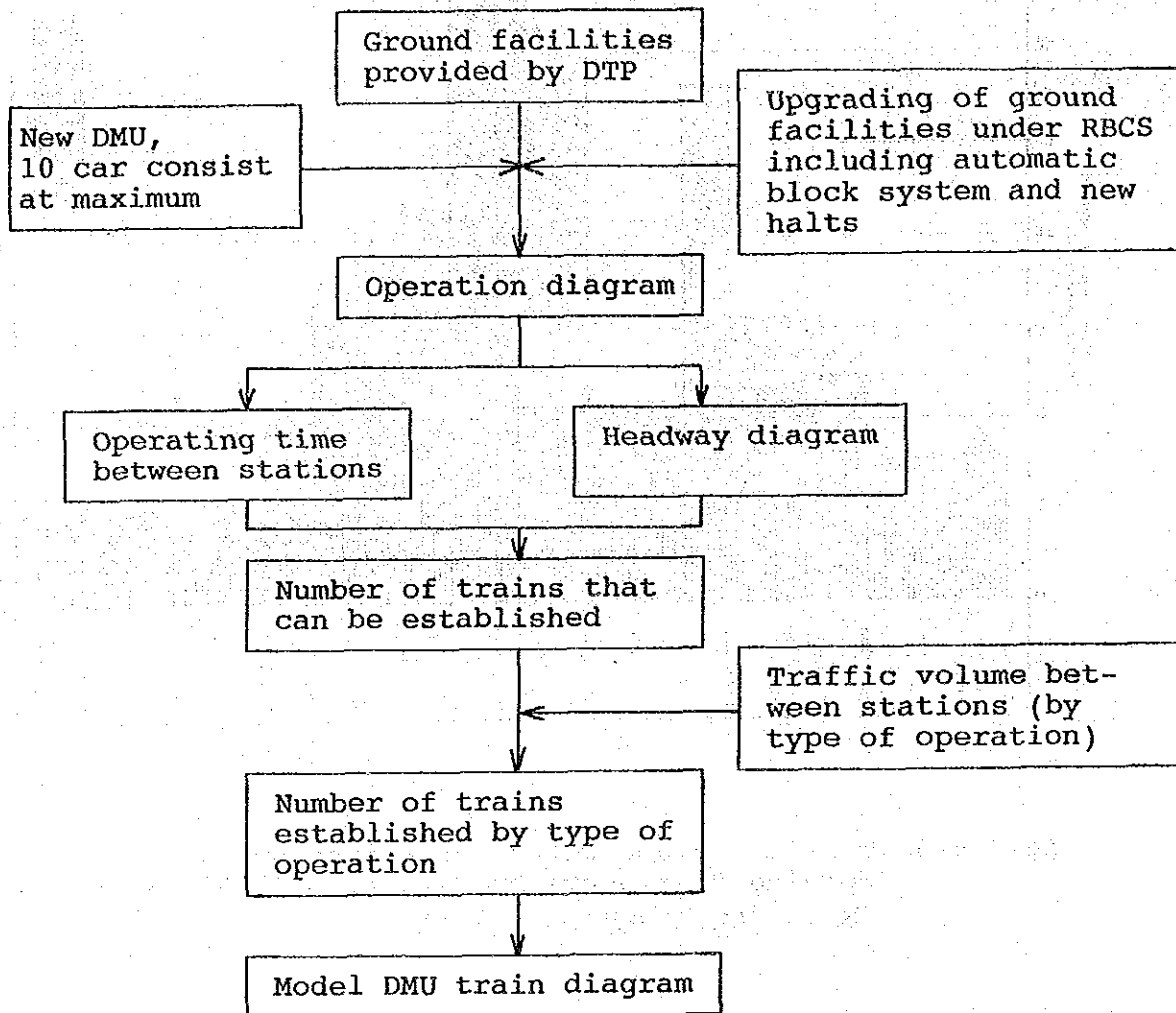 Ground facilities
provided by DTP
New DMU,
10 car consist
at maximum
Upgrading of ground
facilities under RBCS
including automatic
block system and new
halts
Operation diagram
Operating time
between stations
Headway diagram
Number of trains that
can be established
Traffic volume bet-
ween stations (by
type of operation)
Number of trains
established by type of
operation
Model DMU train diagram